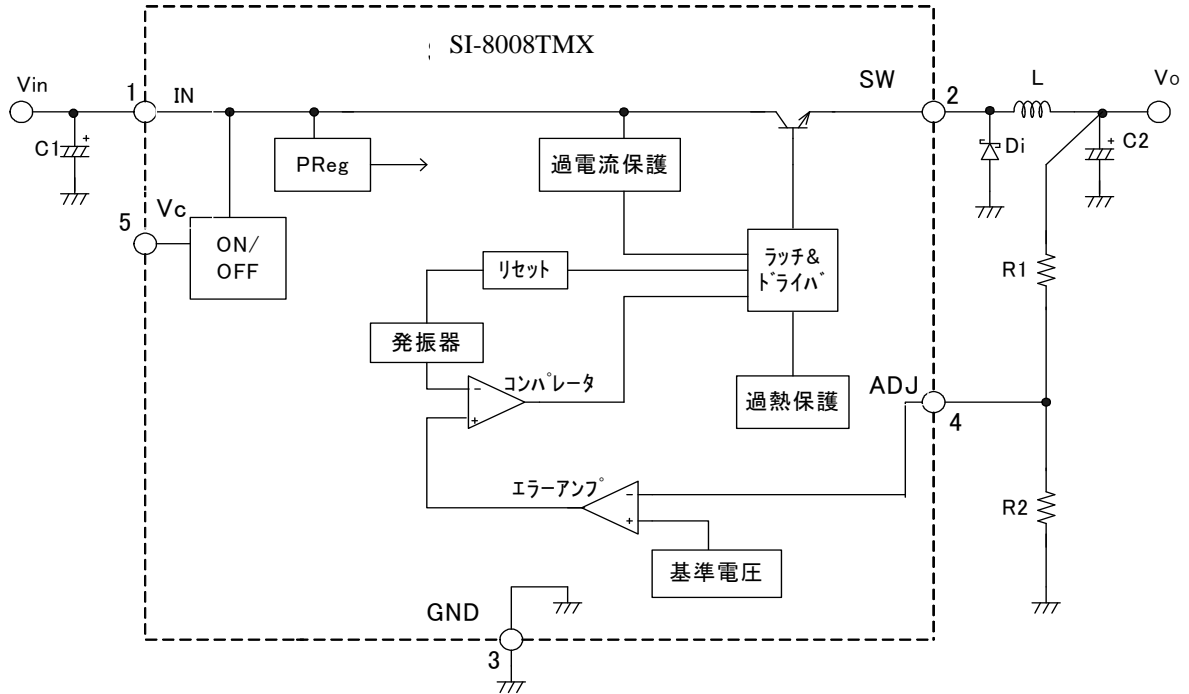 SI-8008TMX
Vin
1
IN
SW
2
L
Vo
C1
+
PReg
過電流保護
Di
+
C2
5
Vc
ON/
OFF
リセット
ラッチ&
ドライバ
R1
発振器
コンパレータ
-
+
過熱保護
ADJ
4
エラーアンプ
-
+
R2
基準電圧
GND
3